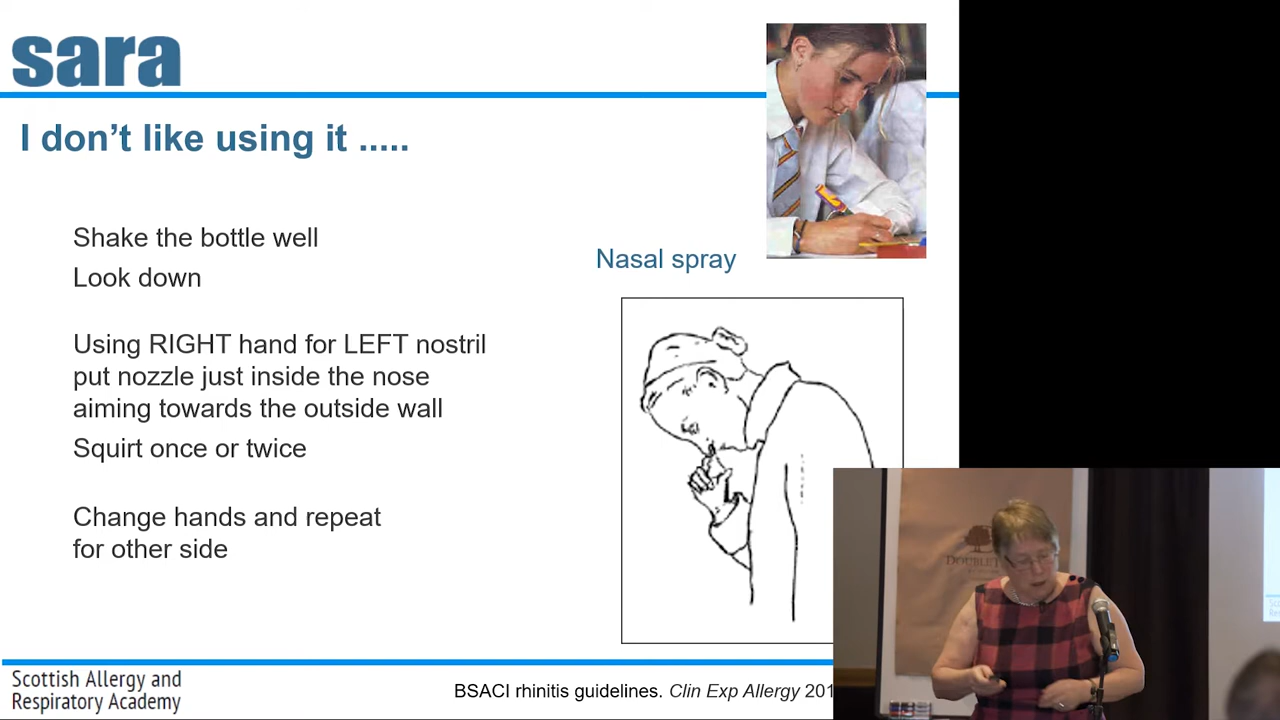 sara
I don’t like using it .....
Shake the bottle well
Look down
Nasal spray
Using RIGHT hand for LEFT nostril
put nozzle just inside the nose
aiming towards the outside wall
Squirt once or twice
Change hands and repeat
for other side
Scottish Allergy and
Respiratory Academy
BSACI rhinitis guidelines. Clin Exp Allergy 201